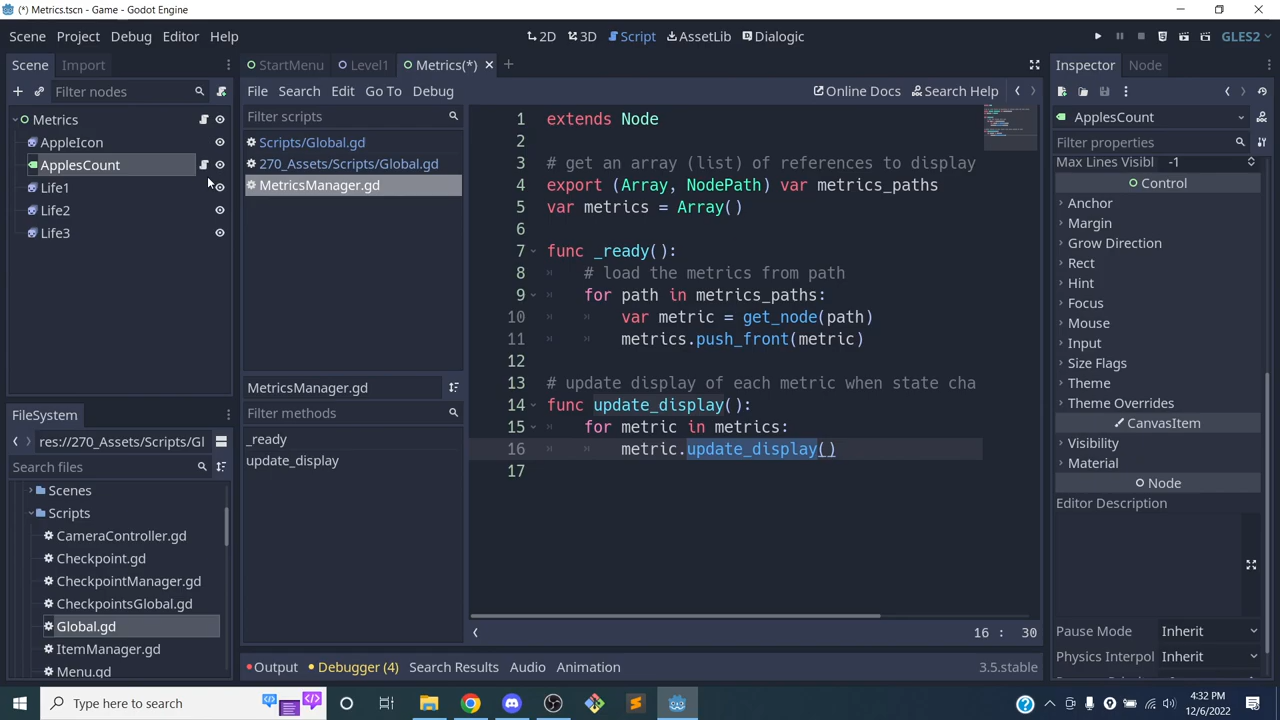 (*) Metrics.tscn - Game - Godot Engine
Scene Project Debug Editor Help
2D 3D Script AssetLib Dialogic
GLES2
Scene Import
Filter nodes
Metrics
AppleIcon
ApplesCount
Life1
Life2
Life3
FileSystem
res://270_Assets/Scripts/Gl
Search files
Scenes
Scripts
CameraController.gd
Checkpoint.gd
CheckpointManager.gd
CheckpointsGlobal.gd
Global.gd
ItemManager.gd
Menu.gd
StartMenu Level1 Metrics(*)
File Search Edit Go To Debug
Online Docs Search Help
Filter scripts
Scripts/Global.gd
270_Assets/Scripts/Global.gd
MetricsManager.gd
MetricsManager.gd
Filter methods
_ready
update_display
1 extends Node
2
3 # get an array (list) of references to display
4 export (Array, NodePath) var metrics_paths
5 var metrics = Array()
6
7 func _ready():
8 # load the metrics from path
9 for path in metrics_paths:
10 var metric = get_node(path)
11 metrics.push_front(metric)
12
13 # update display of each metric when state cha
14 func update_display():
15 for metric in metrics:
16 metric.update_display()
17
16 : 30
Output Debugger (4) Search Results Audio Animation
3.5.stable
Inspector Node
ApplesCount
Filter properties
Max Lines Visibl -1
Control
Anchor
Margin
Grow Direction
Rect
Hint
Focus
Mouse
Input
Size Flags
Theme
Theme Overrides
CanvasItem
Visibility
Material
Node
Editor Description
Pause Mode Inherit
Physics Interpol Inherit
Type here to search
4:32 PM
12/6/2022